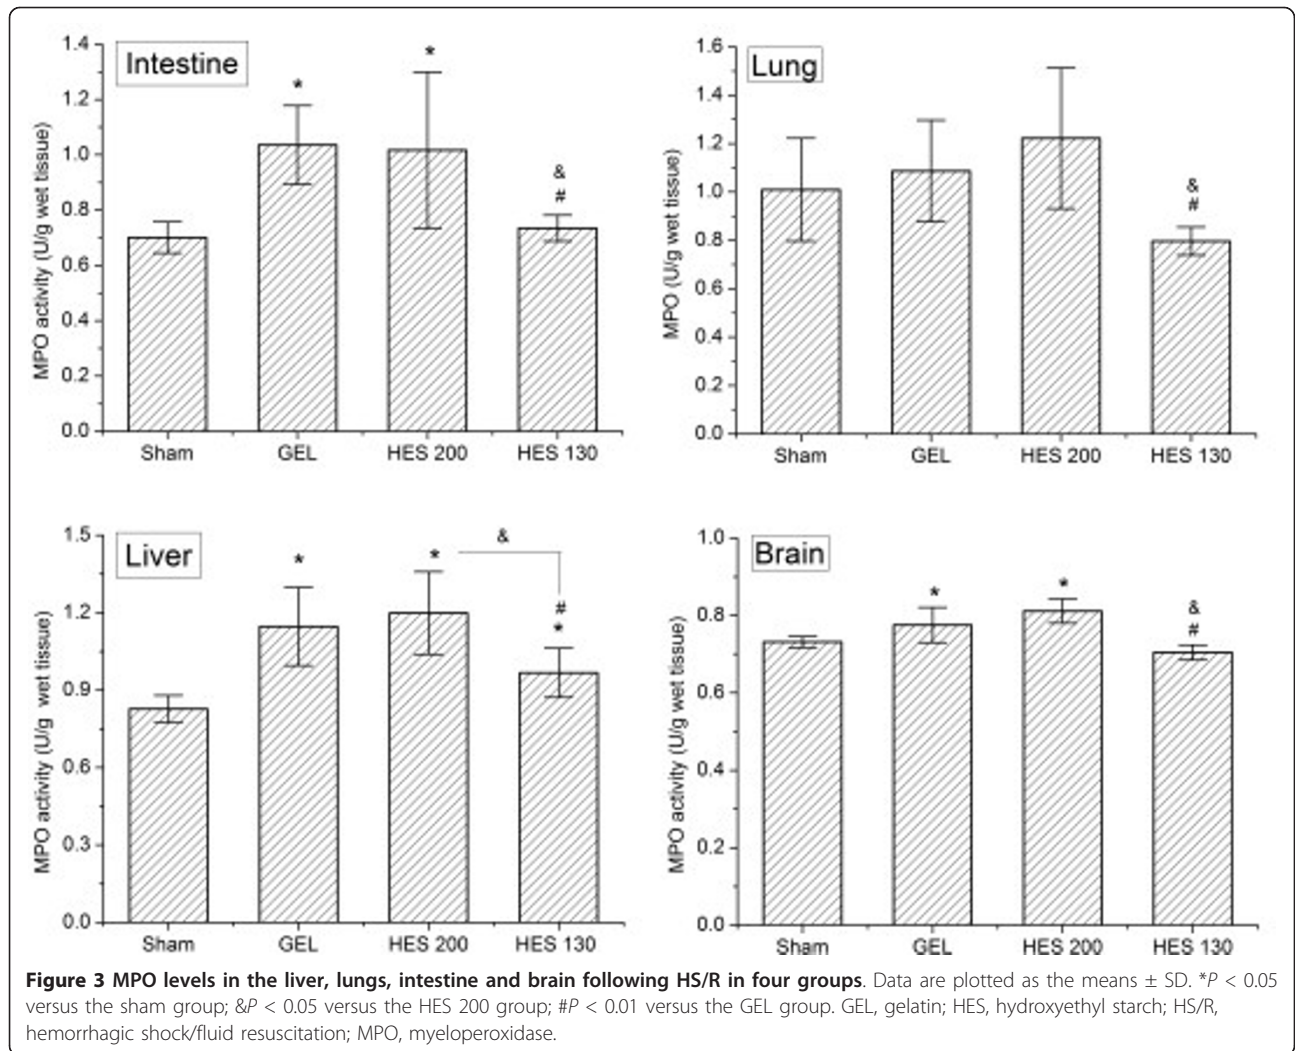 Intestine
*
*
&
#
MPO activity (U/g wet tissue)
1.4
1.2
1.0
0.8
0.6
0.4
0.2
0.0
Sham GEL HES 200 HES 130
Lung
&
#
MPO (U/g wet tissue)
1.6
1.4
1.2
1.0
0.8
0.6
0.4
0.2
0.0
Sham GEL HES 200 HES 130
Liver
*
*
&
#
*
MPO activity (U/g wet tissue)
1.5
1.2
0.9
0.6
0.3
0.0
Sham GEL HES 200 HES 130
Brain
*
*
&
#
MPO activity (U/g wet tissue)
1.0
0.8
0.6
0.4
0.2
0.0
Sham GEL HES 200 HES 130
Figure 3 MPO levels in the liver, lungs, intestine and brain following HS/R in four groups. Data are plotted as the means ± SD. *P < 0.05
versus the sham group; &P < 0.05 versus the HES 200 group; #P < 0.01 versus the GEL group. GEL, gelatin; HES, hydroxyethyl starch; HS/R,
hemorrhagic shock/fluid resuscitation; MPO, myeloperoxidase.